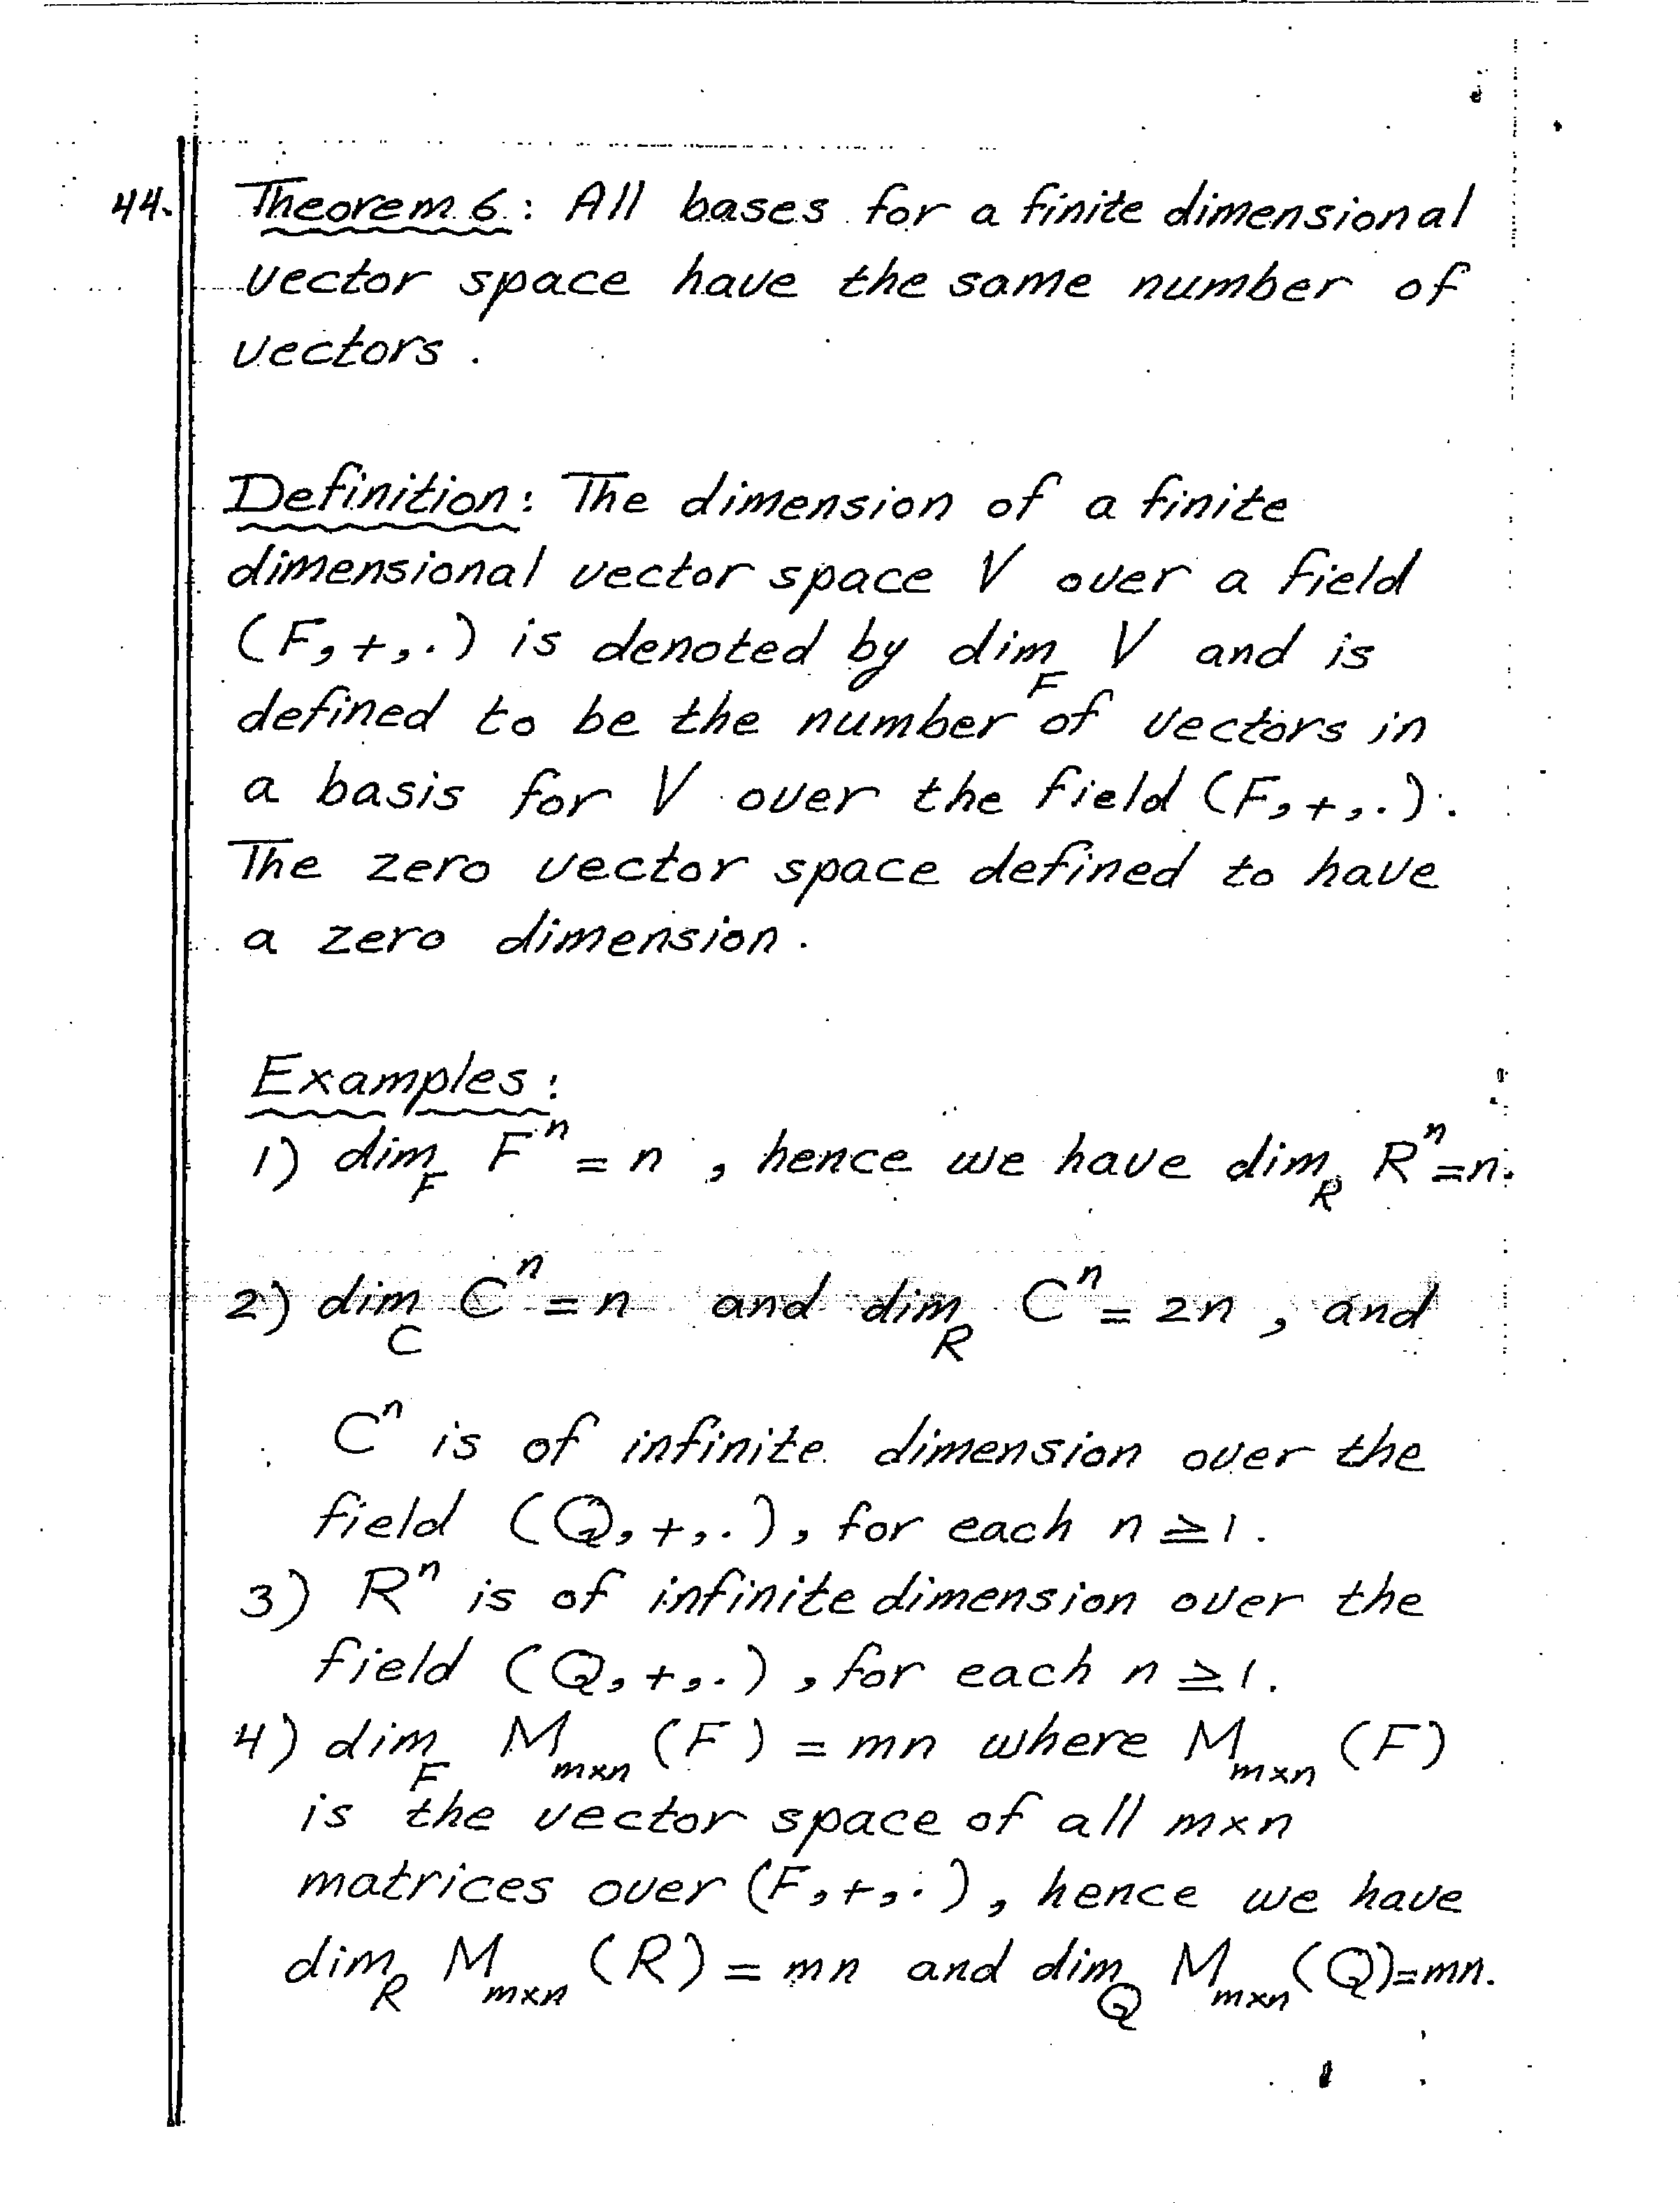 44. Theorem 6: All bases for a finite dimensional
vector space have the same number of
vectors.
Definition: The dimension of a finite
dimensional vector space V over a field
(F,+,.) is denoted by dim_F V and is
defined to be the number of vectors in
a basis for V over the field (F,+,.).
The zero vector space defined to have
a zero dimension.
Examples:
1) dim_F F^n = n , hence we have dim_R R^n = n.
2) dim_C C^n = n and dim_R C^n = 2n , and
C^n is of infinite dimension over the
field (Q,+,.), for each n ≥ 1.
3) R^n is of infinite dimension over the
field (Q,+,.), for each n ≥ 1.
4) dim_F M_{m×n} (F) = mn where M_{m×n} (F)
is the vector space of all m×n
matrices over (F,+,.), hence we have
dim_R M_{m×n} (R) = mn and dim_Q M_{m×n} (Q) = mn.